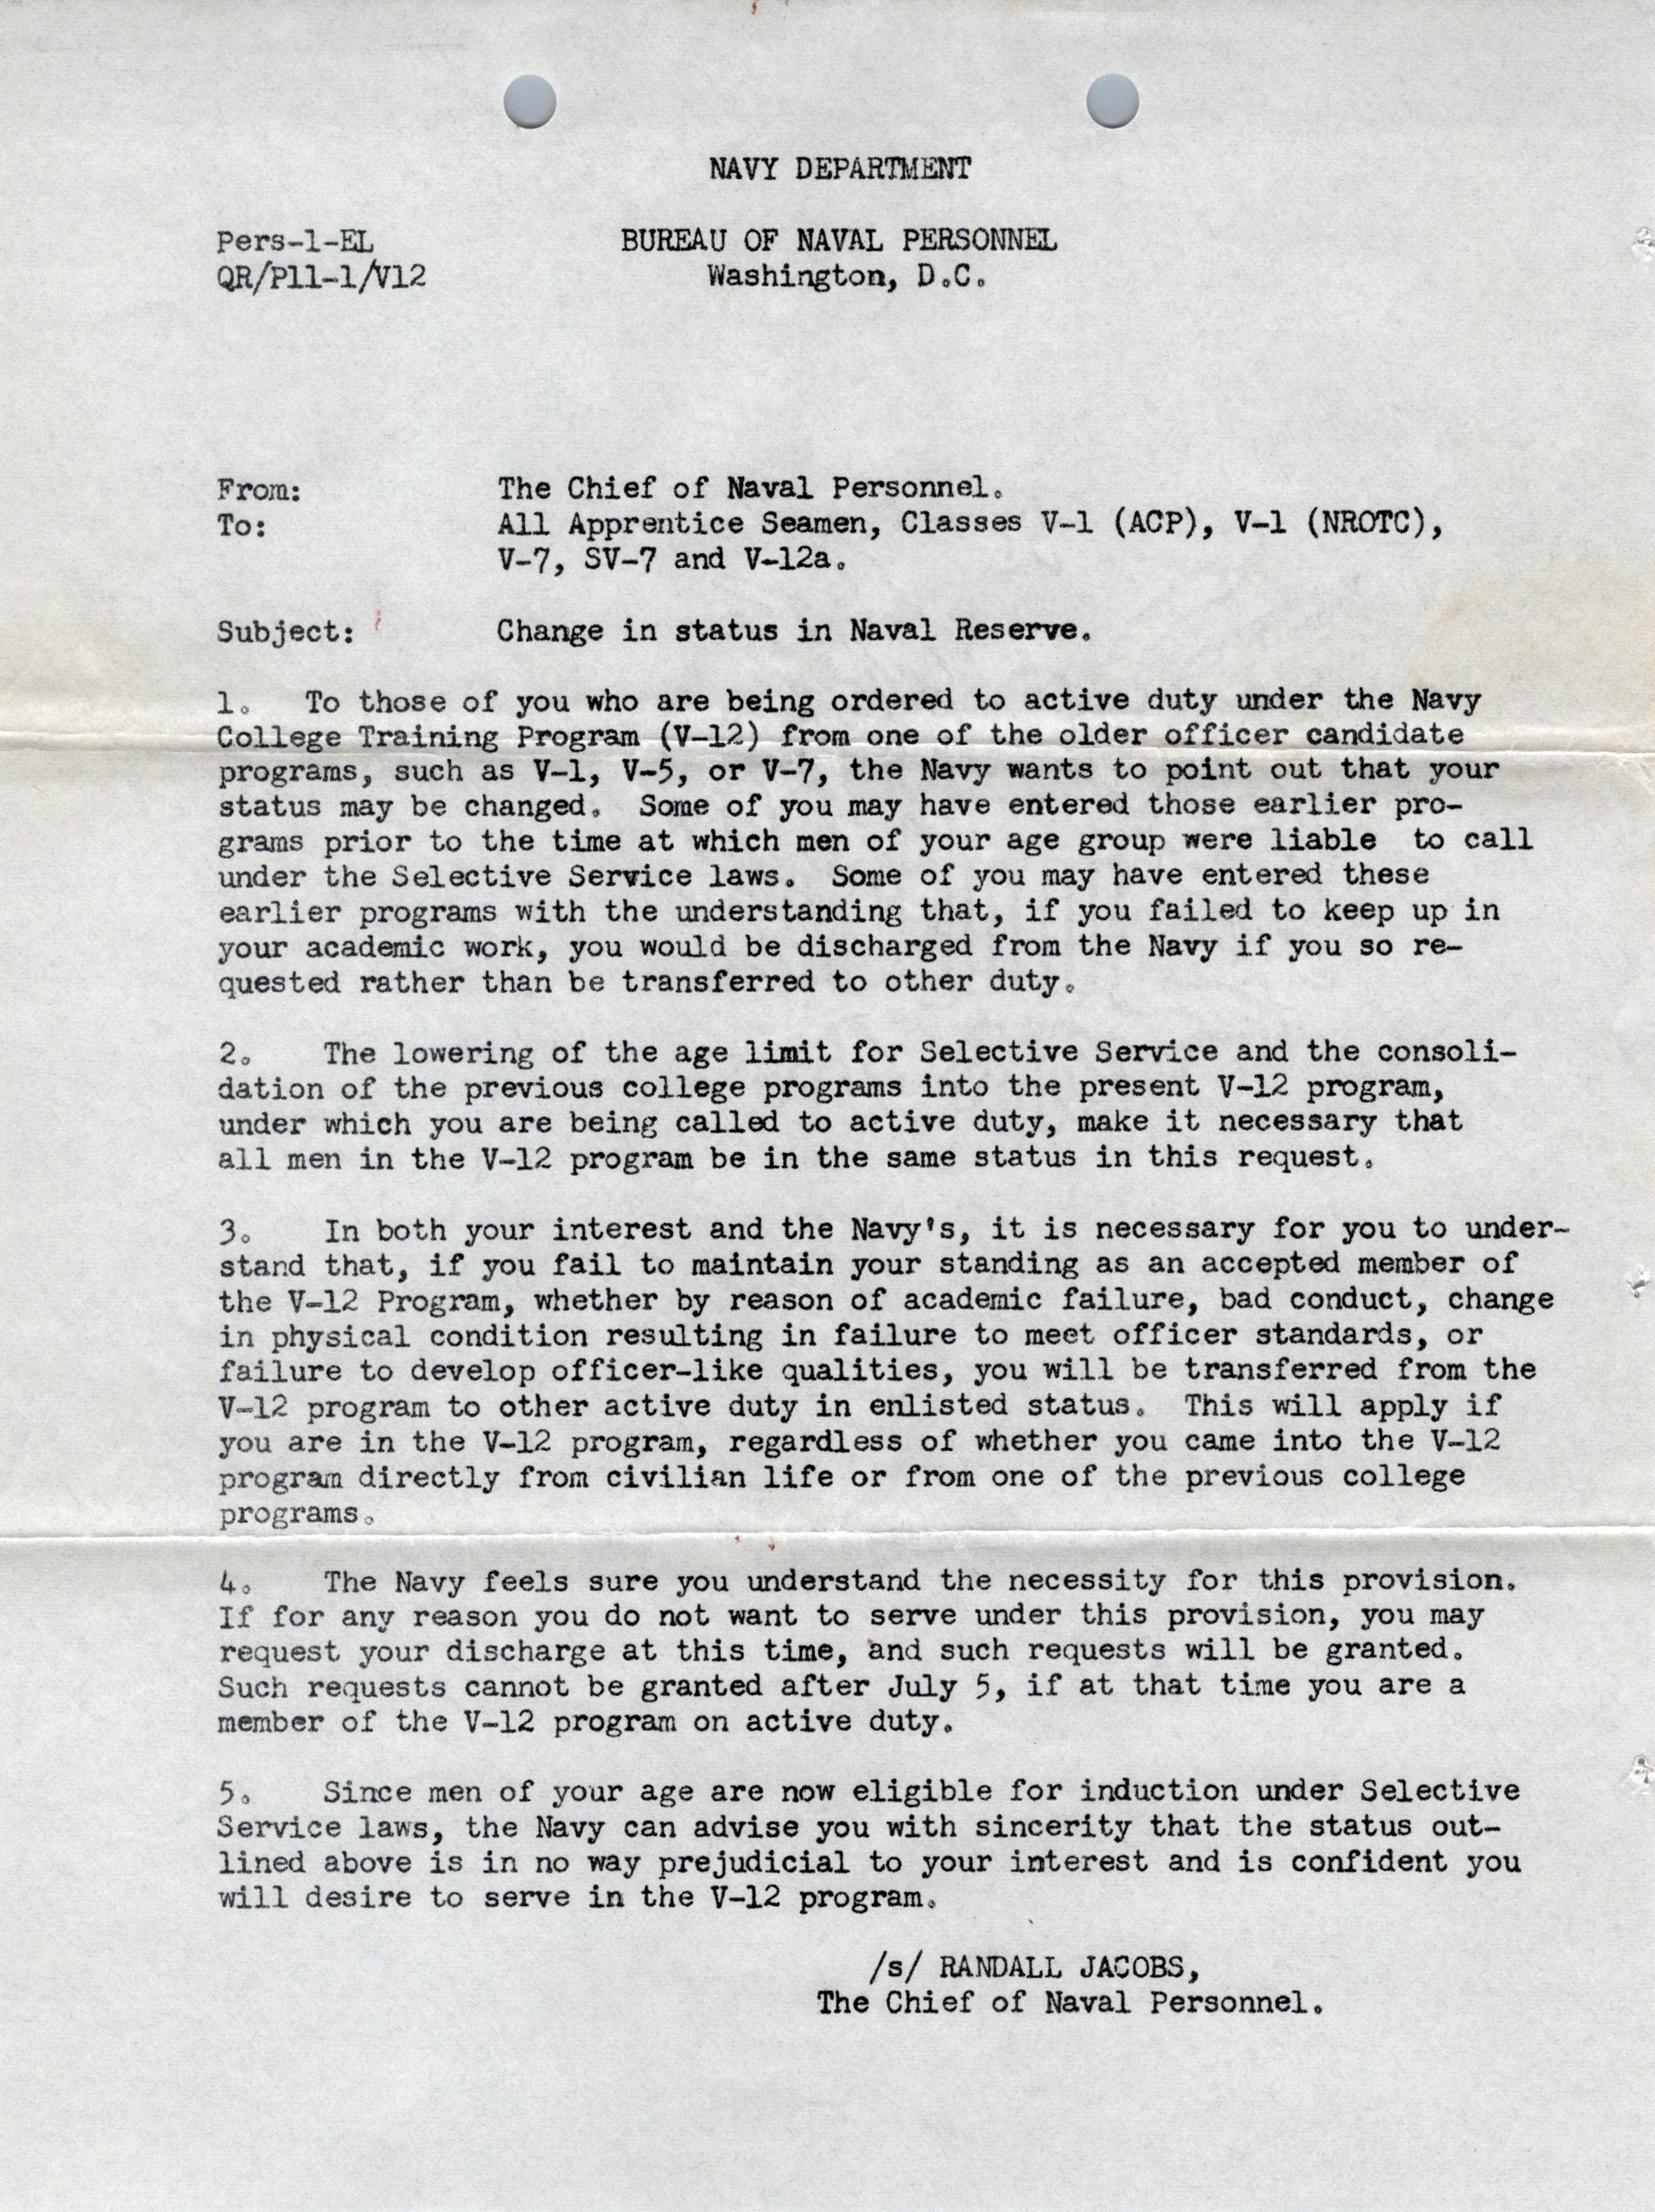 NAVY DEPARTMENT
Pers-1-EL BUREAU OF NAVAL PERSONNEL
QR/P11-1/V12 Washington, D.C.
From: The Chief of Naval Personnel.
To: All Apprentice Seamen, Classes V-1 (ACP), V-1 (NROTC),
V-7, SV-7 and V-12a.
Subject: Change in status in Naval Reserve.
1. To those of you who are being ordered to active duty under the Navy
College Training Program (V-12) from one of the older officer candidate
programs, such as V-1, V-5, or V-7, the Navy wants to point out that your
status may be changed. Some of you may have entered those earlier pro-
grams prior to the time at which men of your age group were liable to call
under the Selective Service laws. Some of you may have entered these
earlier programs with the understanding that, if you failed to keep up in
your academic work, you would be discharged from the Navy if you so re-
quested rather than be transferred to other duty.
2. The lowering of the age limit for Selective Service and the consoli-
dation of the previous college programs into the present V-12 program,
under which you are being called to active duty, make it necessary that
all men in the V-12 program be in the same status in this request.
3. In both your interest and the Navy's, it is necessary for you to under-
stand that, if you fail to maintain your standing as an accepted member of
the V-12 Program, whether by reason of academic failure, bad conduct, change
in physical condition resulting in failure to meet officer standards, or
failure to develop officer-like qualities, you will be transferred from the
V-12 program to other active duty in enlisted status. This will apply if
you are in the V-12 program, regardless of whether you came into the V-12
program directly from civilian life or from one of the previous college
programs.
4. The Navy feels sure you understand the necessity for this provision.
If for any reason you do not want to serve under this provision, you may
request your discharge at this time, and such requests will be granted.
Such requests cannot be granted after July 5, if at that time you are a
member of the V-12 program on active duty.
5. Since men of your age are now eligible for induction under Selective
Service laws, the Navy can advise you with sincerity that the status out-
lined above is in no way prejudicial to your interest and is confident you
will desire to serve in the V-12 program.
/s/ RANDALL JACOBS,
The Chief of Naval Personnel.